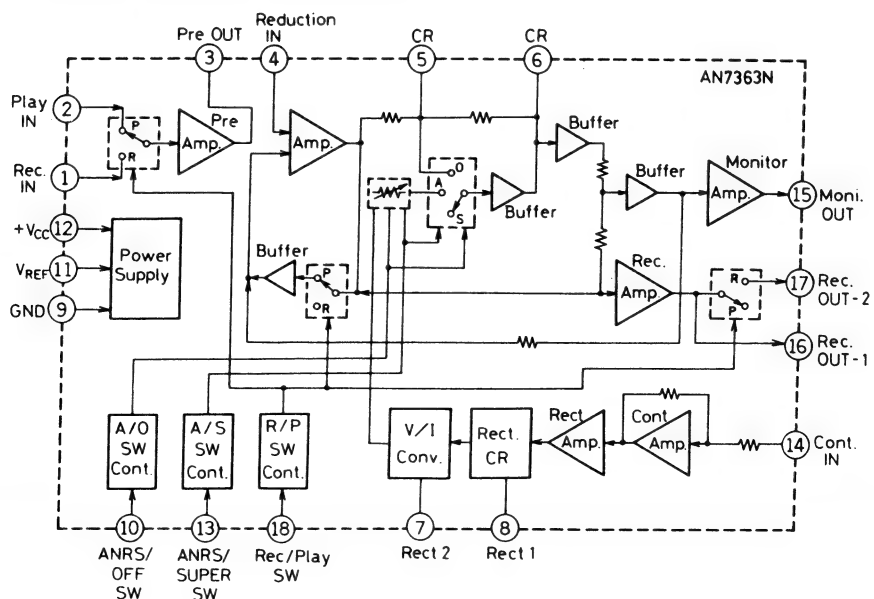 Pre OUT
Reduction
IN
CR
CR
3
4
5
6
AN7363N
Play
IN
2
P
R
Pre
Amp.
Amp.
Buffer
Rec.
IN
1
O
A
S
Buffer
Buffer
Monitor
Amp.
15
Moni.
OUT
+VCC
12
VREF
11
GND
9
Power
Supply
Buffer
P
R
Rec.
Amp.
R
P
17
Rec.
OUT-2
16
Rec.
OUT-1
A/O
SW
Cont.
A/S
SW
Cont.
R/P
SW
Cont.
V/I
Conv.
Rect.
CR
Rect
Amp.
Cont
Amp.
14
Cont.
IN
10
13
18
7
8
ANRS/
OFF
SW
ANRS/
SUPER
SW
Rec/Play
SW
Rect 2
Rect 1